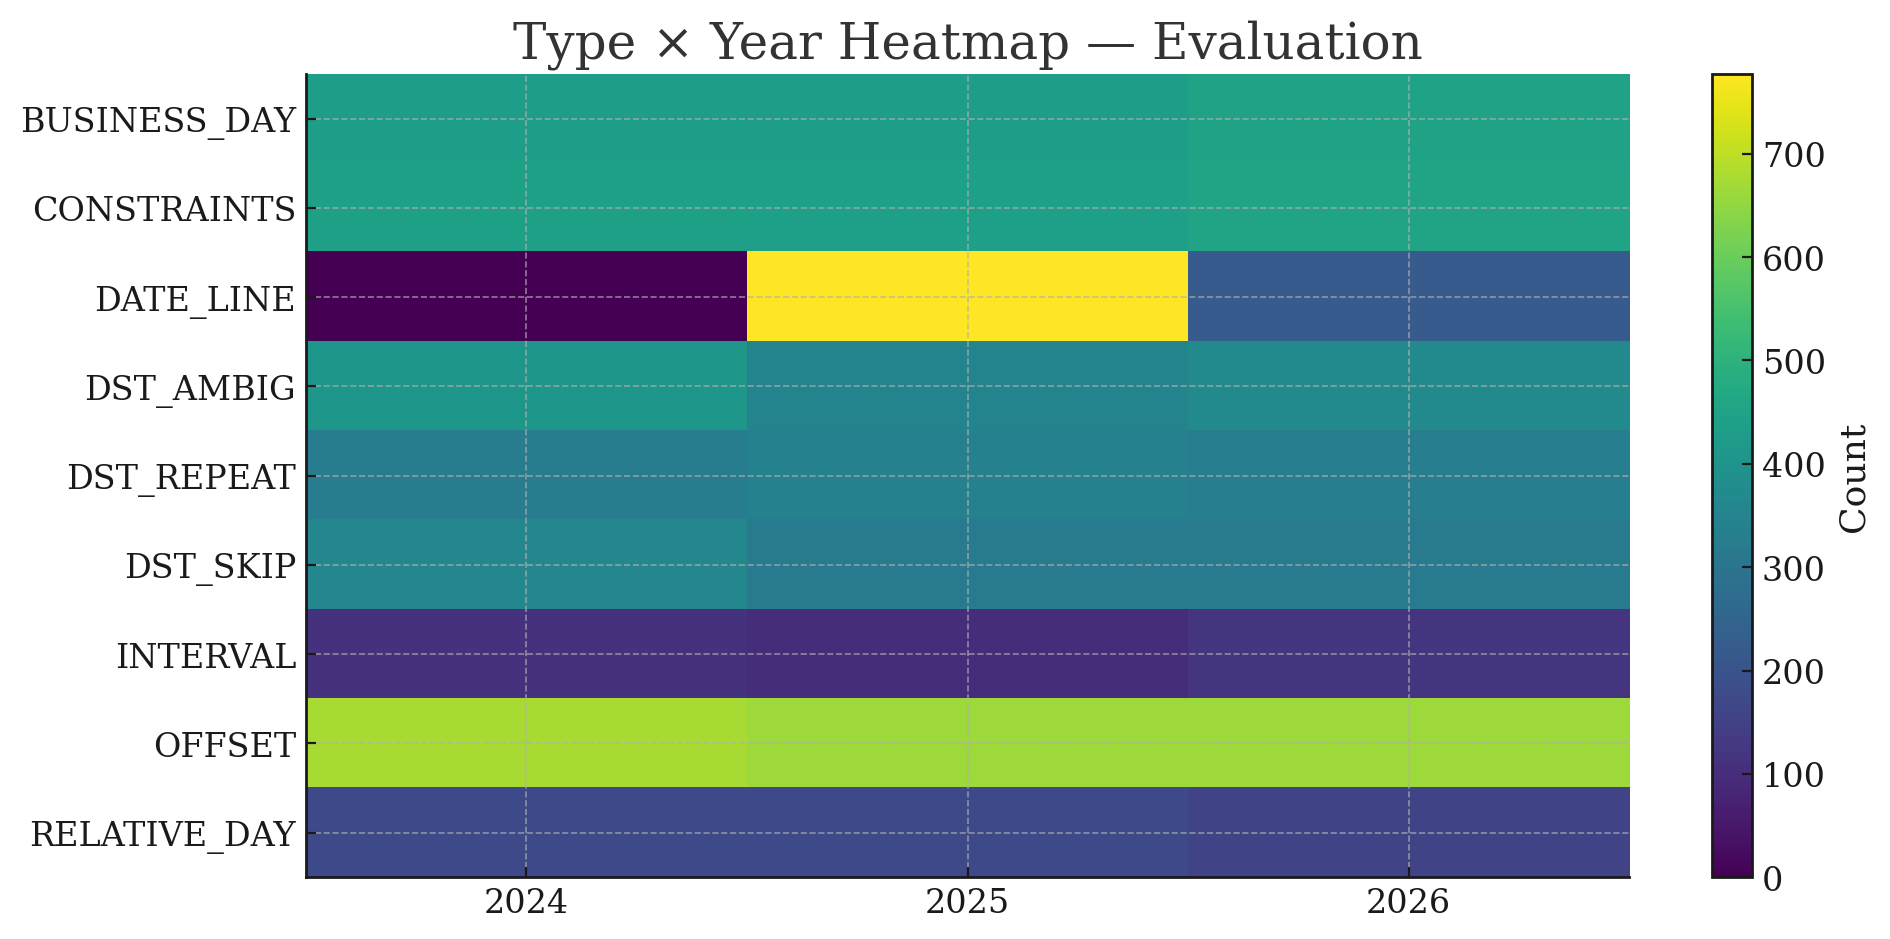 Type × Year Heatmap — Evaluation
BUSINESS_DAY
CONSTRAINTS
DATE_LINE
DST_AMBIG
DST_REPEAT
DST_SKIP
INTERVAL
OFFSET
RELATIVE_DAY
2024 2025 2026
700
600
500
400
300
200
100
0
Count